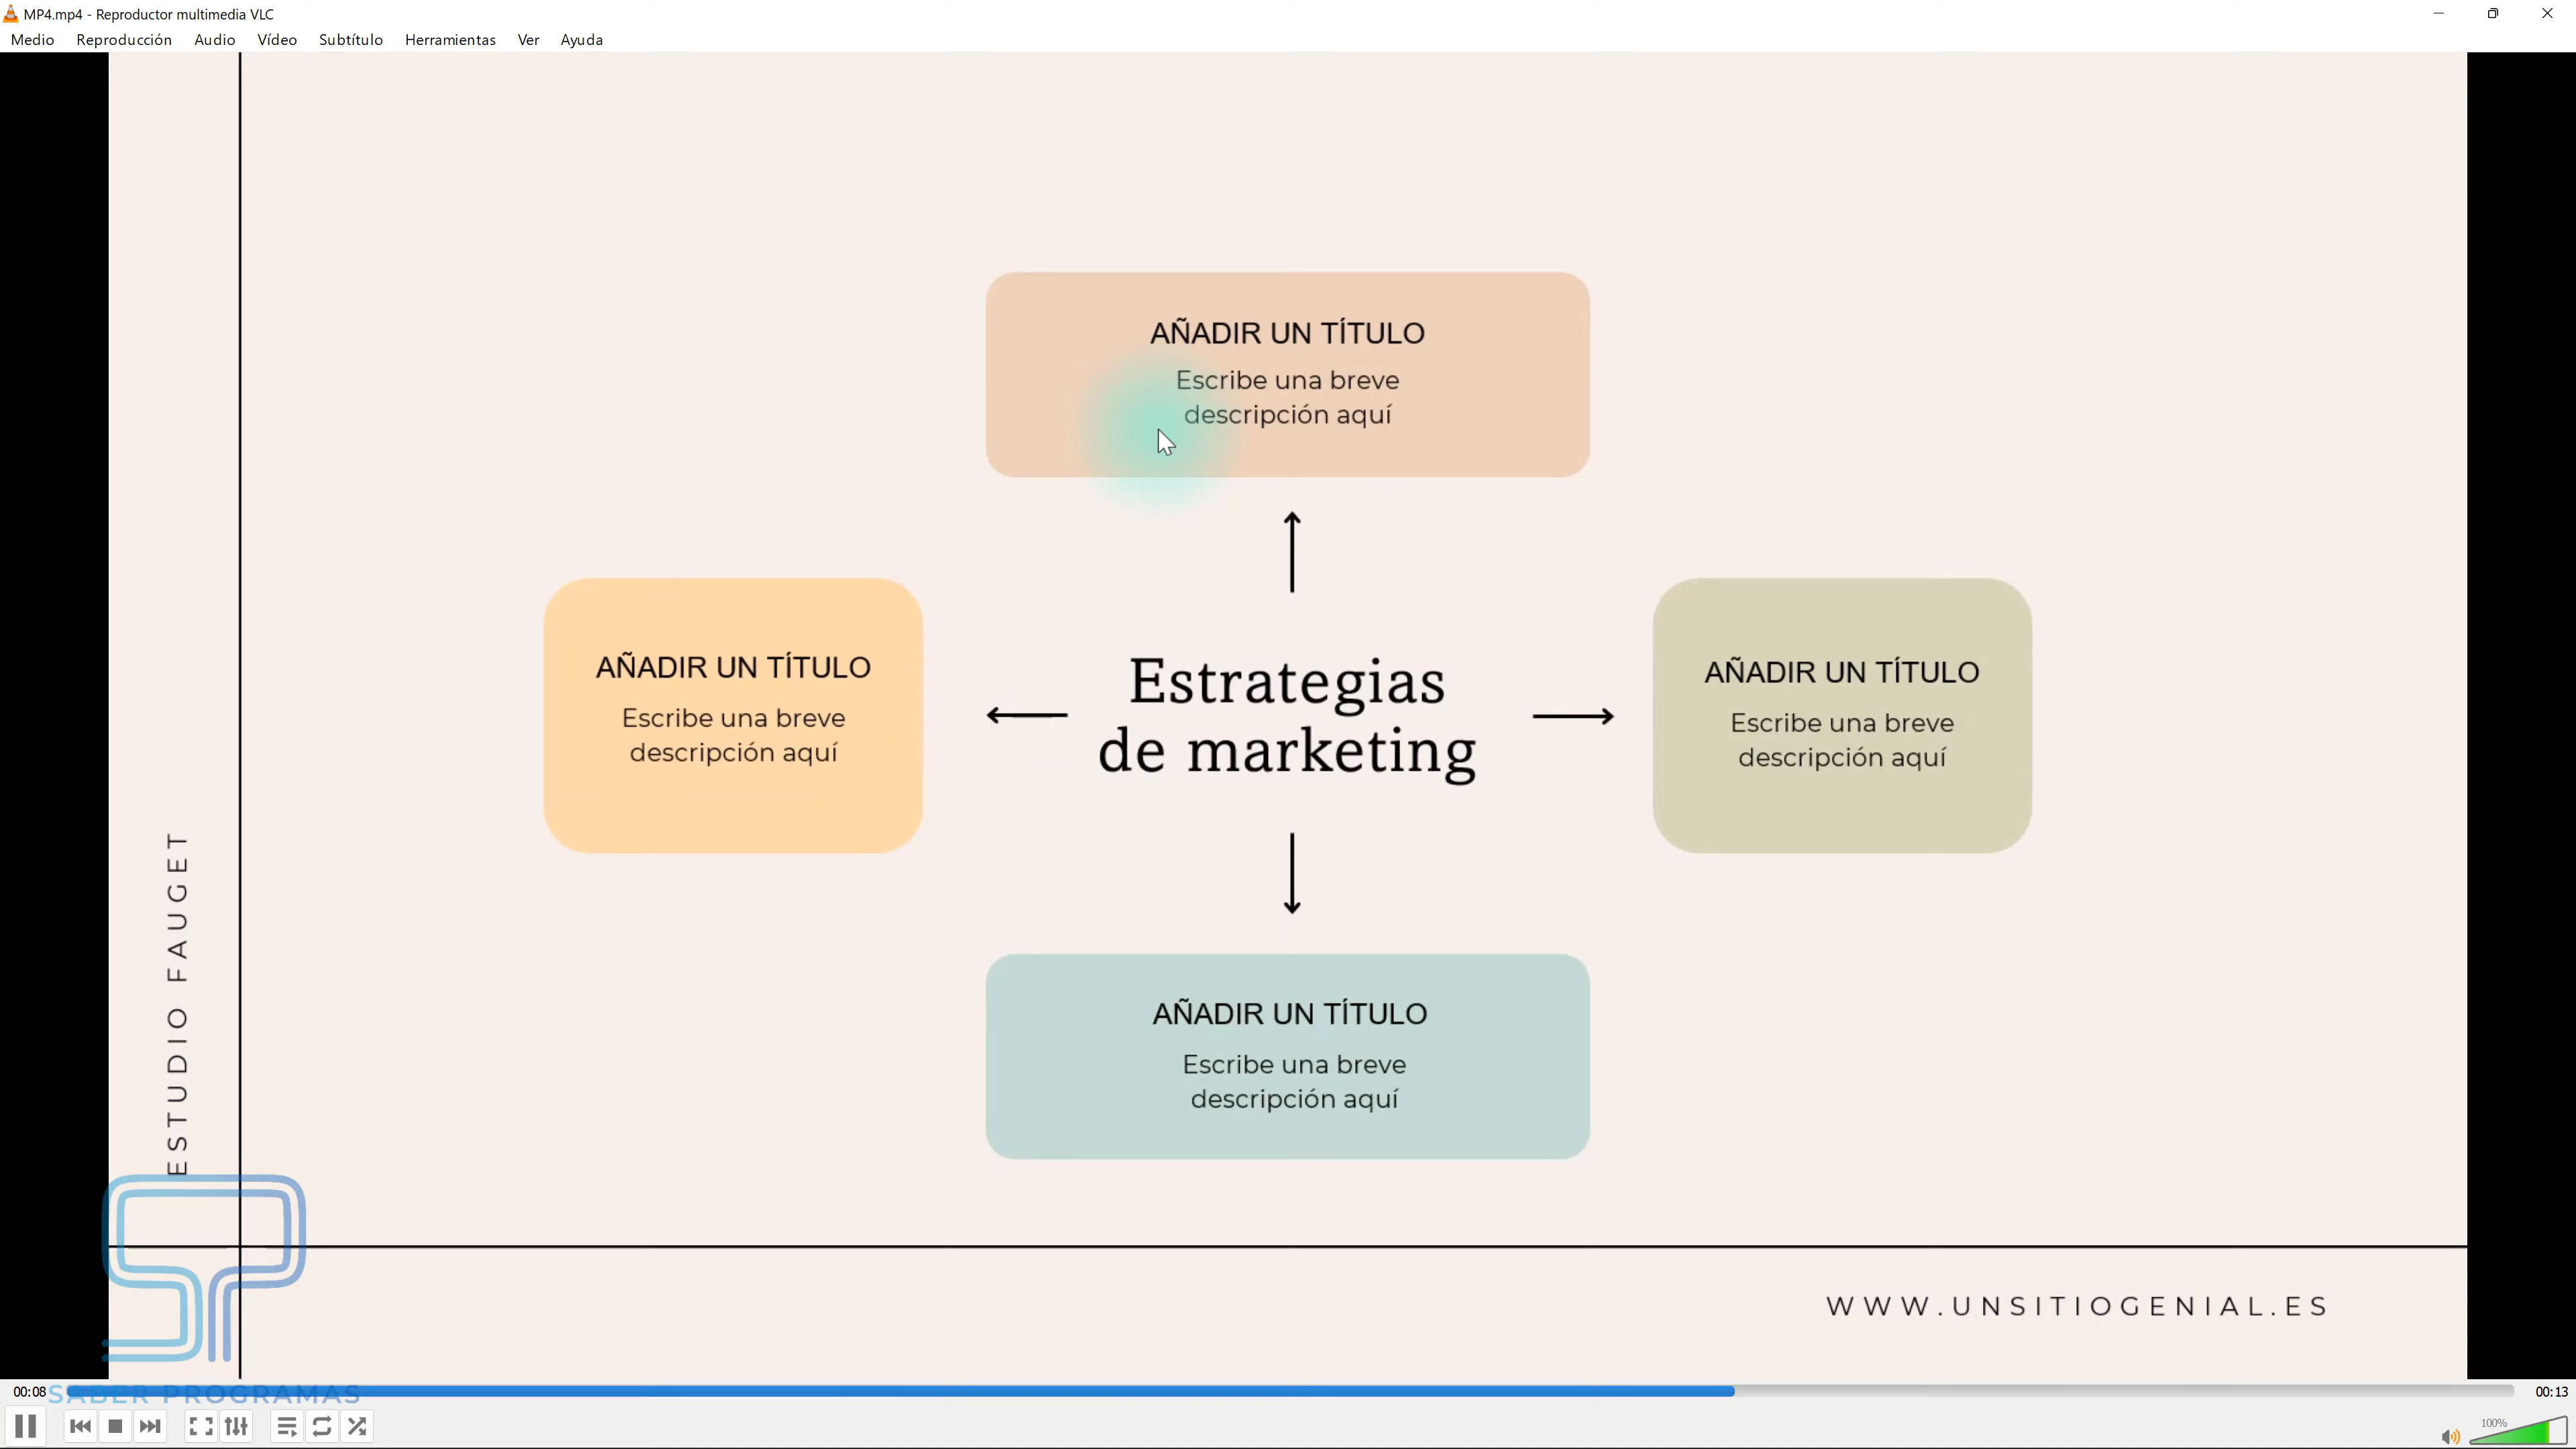 MP4.mp4 - Reproductor multimedia VLC
Medio Reproducción Audio Vídeo Subtítulo Herramientas Ver Ayuda
AÑADIR UN TÍTULO
Escribe una breve
descripción aquí
AÑADIR UN TÍTULO
Escribe una breve
descripción aquí
Estrategias
de marketing
AÑADIR UN TÍTULO
Escribe una breve
descripción aquí
AÑADIR UN TÍTULO
Escribe una breve
descripción aquí
ESTUDIO FAUGET
WWW.UNSITIOGENIAL.ES
SABER PROGRAMAS
00:08
00:13
100%